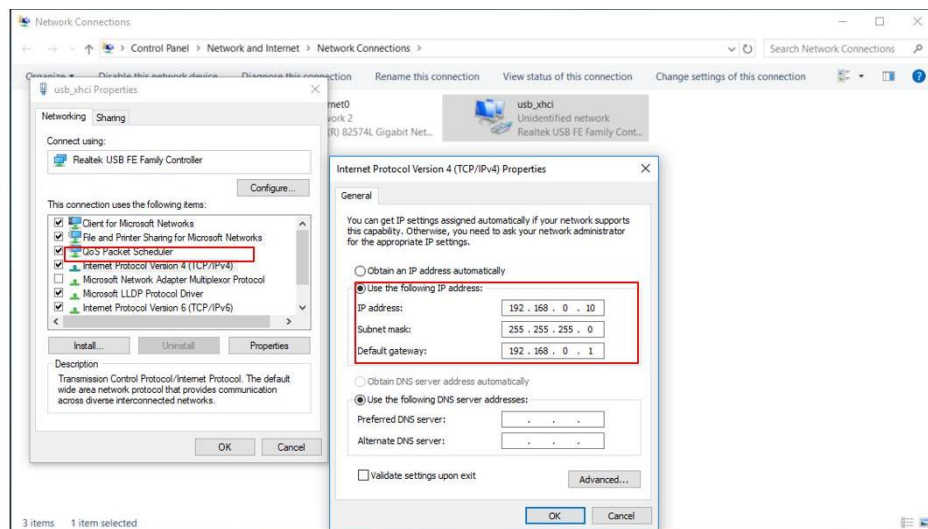 Network Connections
Control Panel > Network and Internet > Network Connections >
Search Network Connections
Organize Disable this network device Diagnose this connection Rename this connection View status of this connection Change settings of this connection
usb_xhci Properties
Networking Sharing
Connect using:
Realtek USB FE Family Controller
Configure...
This connection uses the following items:
Client for Microsoft Networks
File and Printer Sharing for Microsoft Networks
QoS Packet Scheduler
Internet Protocol Version 4 (TCP/IPv4)
Microsoft Network Adapter Multiplexor Protocol
Microsoft LLDP Protocol Driver
Internet Protocol Version 6 (TCP/IPv6)
Install... Uninstall Properties
Description
Transmission Control Protocol/Internet Protocol. The default
wide area network protocol that provides communication
across diverse interconnected networks.
OK Cancel
rnet0
work 2
(R) 82574L Gigabit Net...
usb_xhci
Unidentified network
Realtek USB FE Family Cont...
Internet Protocol Version 4 (TCP/IPv4) Properties
General
You can get IP settings assigned automatically if your network supports
this capability. Otherwise, you need to ask your network administrator
for the appropriate IP settings.
Obtain an IP address automatically
Use the following IP address:
IP address: 192 . 168 . 0 . 10
Subnet mask: 255 . 255 . 255 . 0
Default gateway: 192 . 168 . 0 . 1
Obtain DNS server address automatically
Use the following DNS server addresses:
Preferred DNS server: . . .
Alternate DNS server: . . .
Validate settings upon exit
Advanced...
OK Cancel
3 items 1 item selected